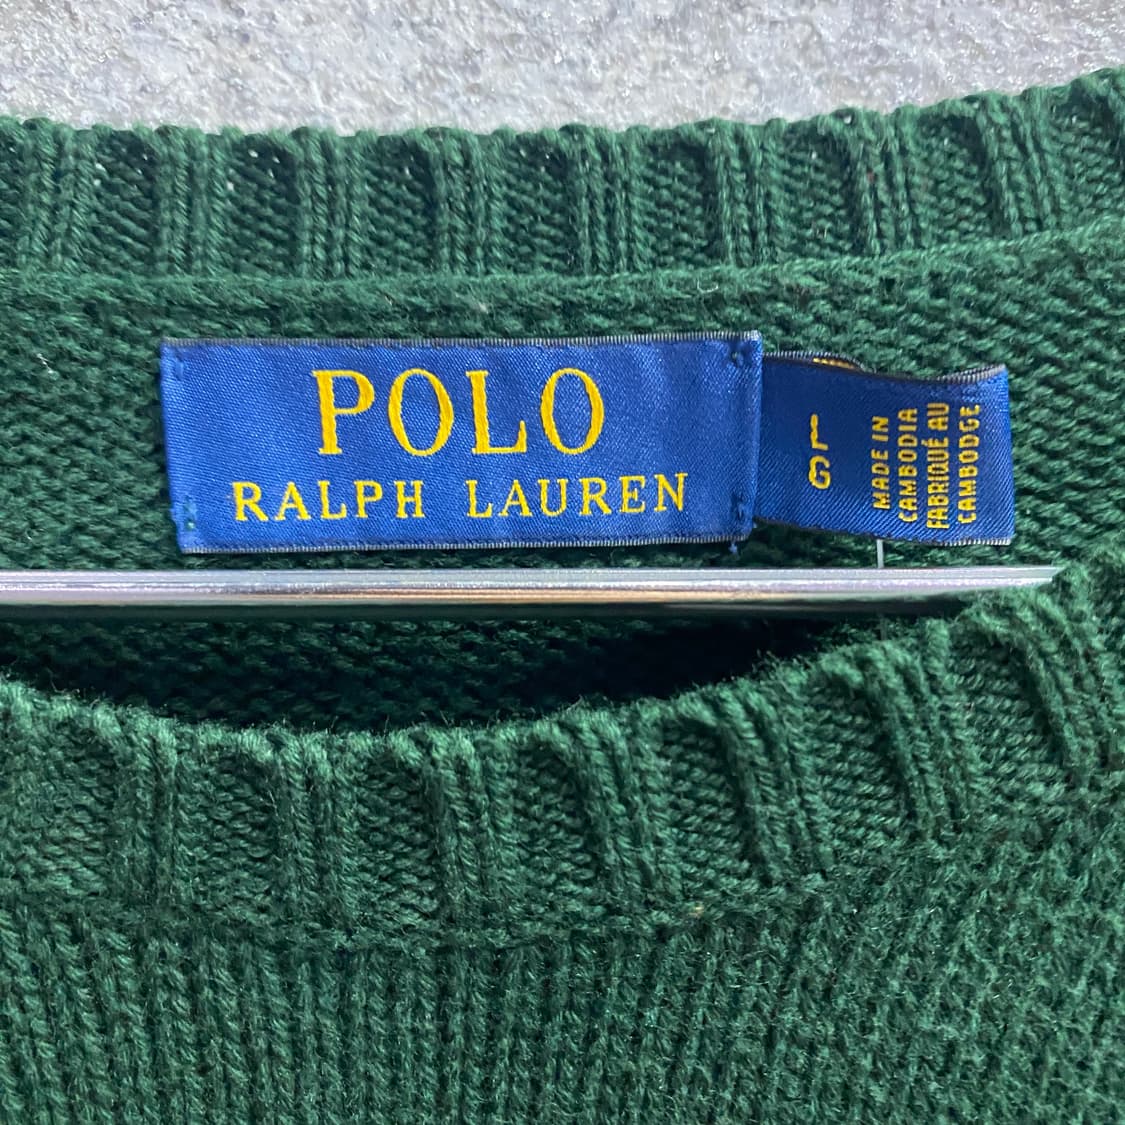 POLO
RALPH LAUREN
G L
MADE IN
CAMBODIA
FABRIQUÉ AU
CAMBODGE